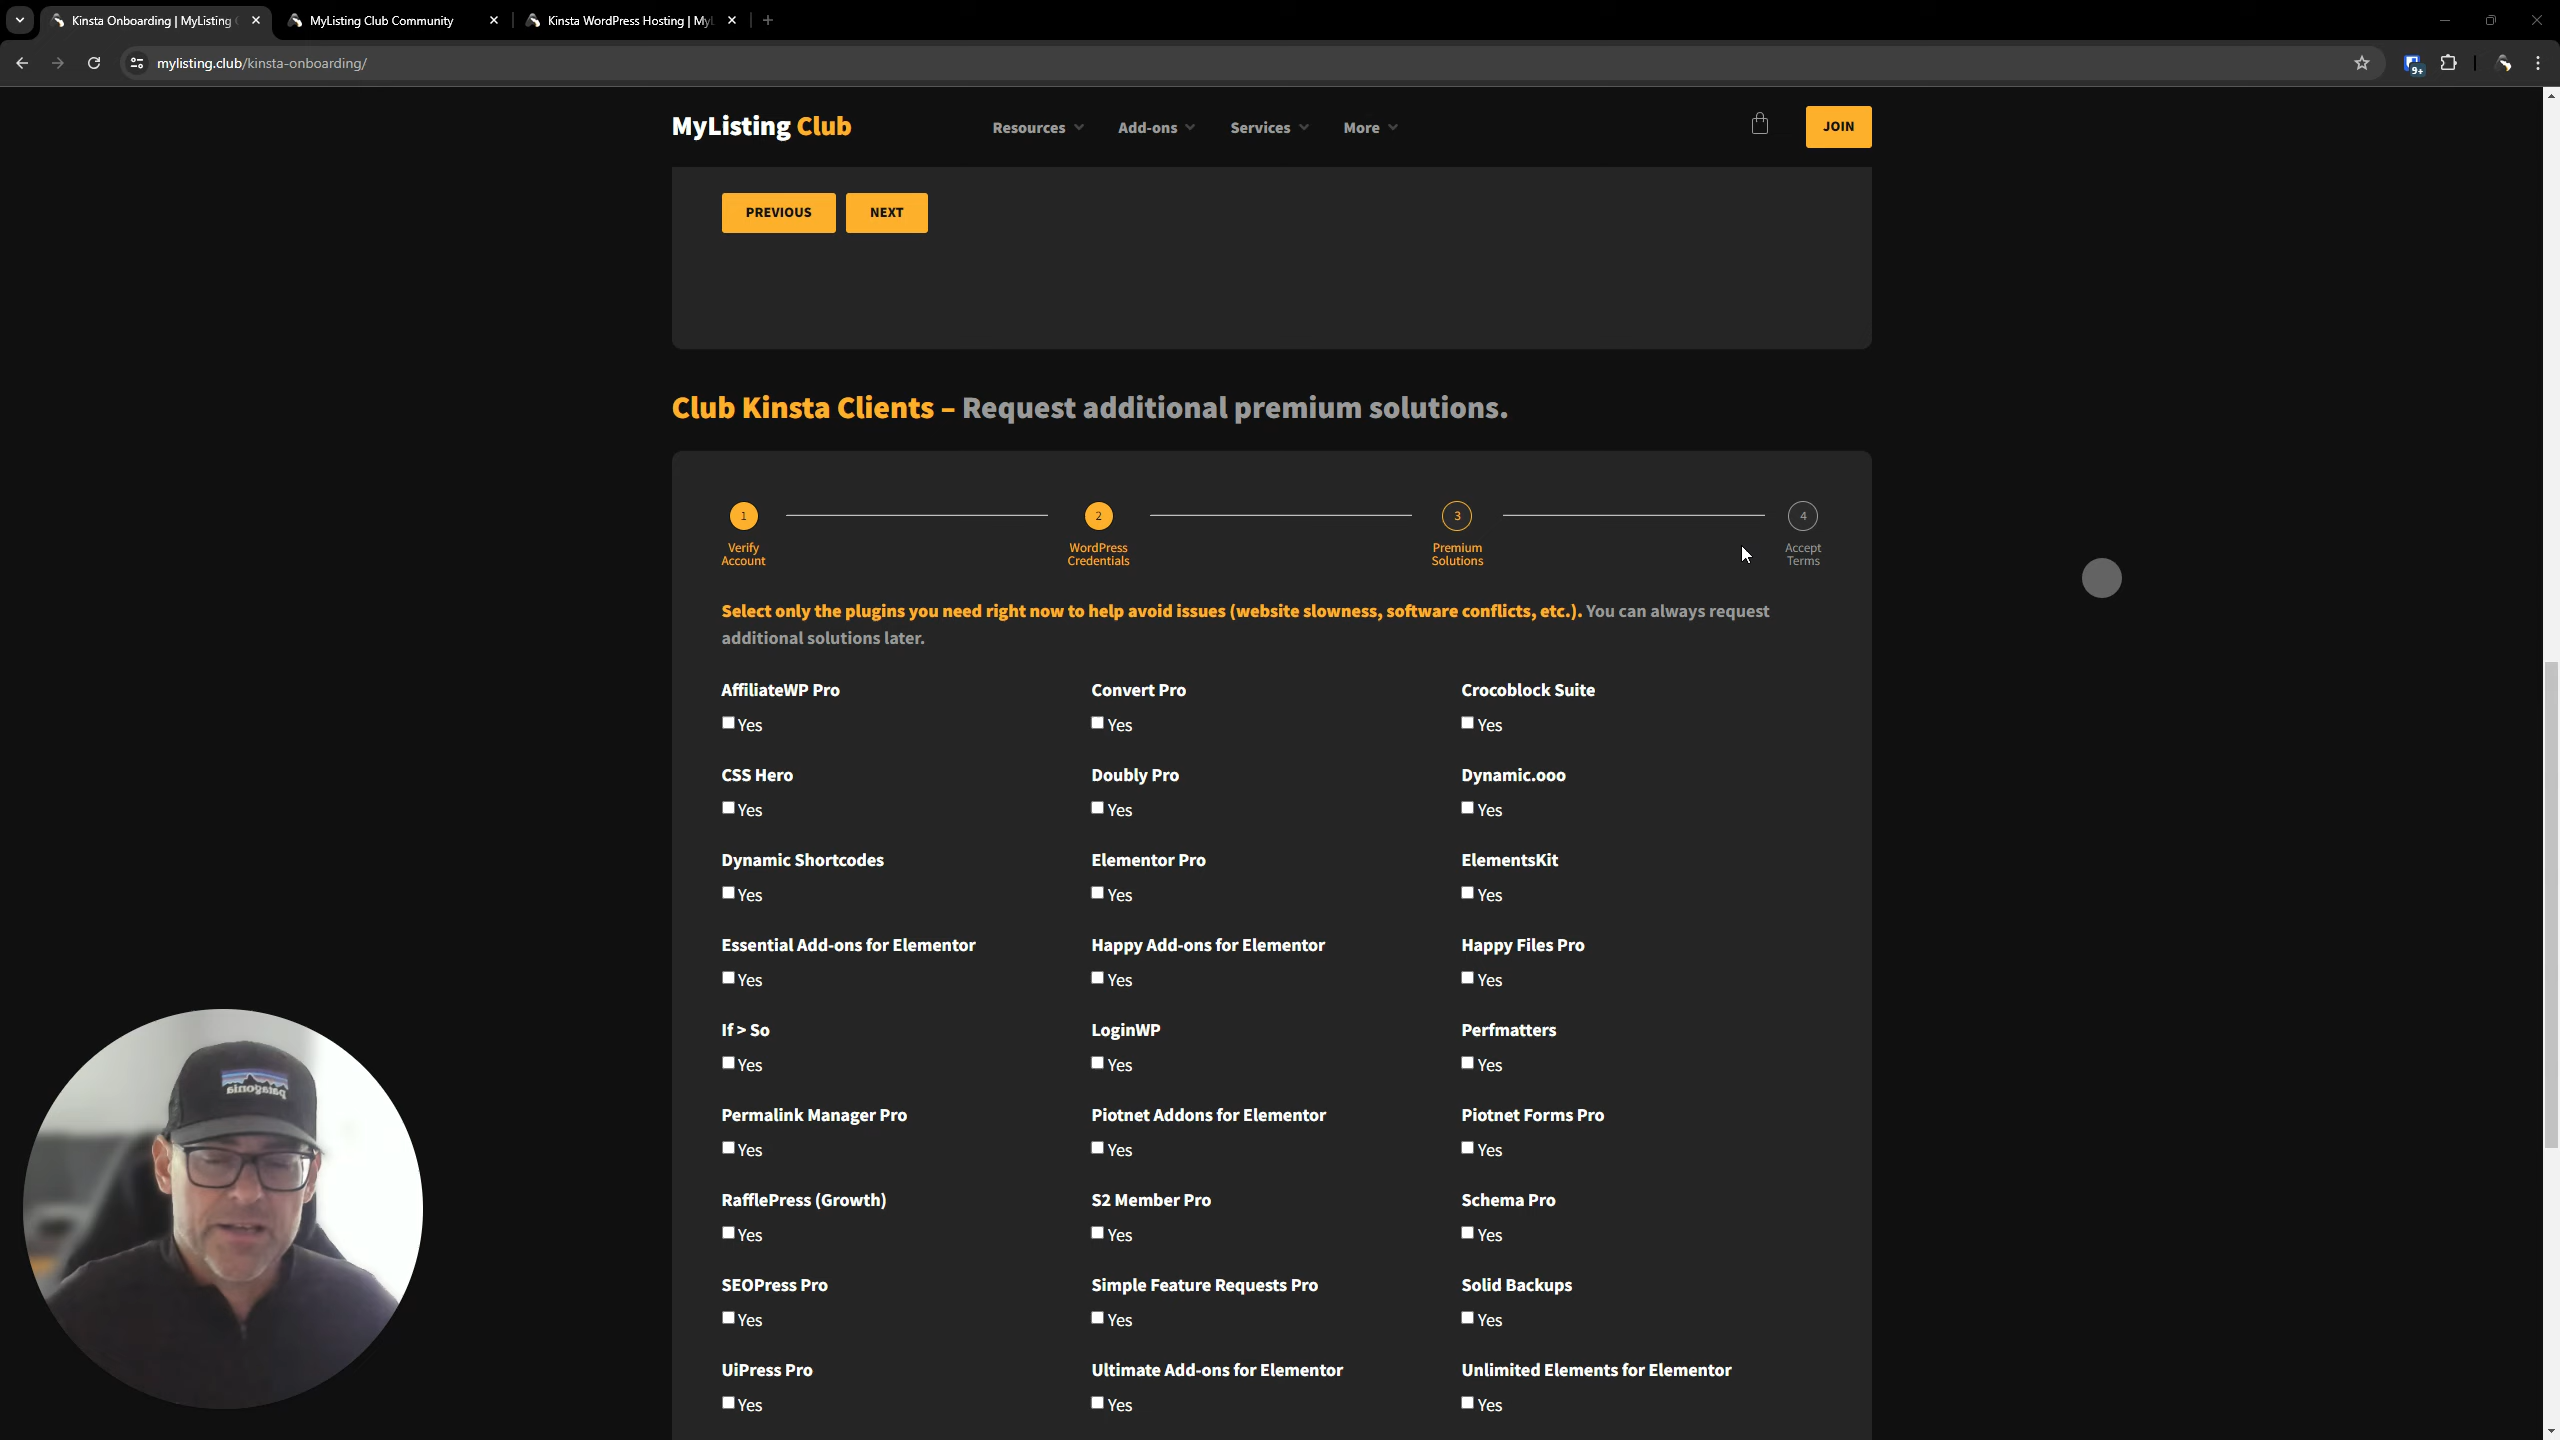 Kinsta Onboarding | MyListing
MyListing Club Community
Kinsta WordPress Hosting | MyL
mylisting.club/kinsta-onboarding/
9+
MyListing Club
Resources
Add-ons
Services
More
JOIN
PREVIOUS
NEXT
Club Kinsta Clients – Request additional premium solutions.
1
2
3
4
Verify
Account
WordPress
Credentials
Premium
Solutions
Accept
Terms
Select only the plugins you need right now to help avoid issues (website slowness, software conflicts, etc.). You can always request
additional solutions later.
AffiliateWP Pro
Convert Pro
Crocoblock Suite
Yes
Yes
Yes
CSS Hero
Doubly Pro
Dynamic.ooo
Yes
Yes
Yes
Dynamic Shortcodes
Elementor Pro
ElementsKit
Yes
Yes
Yes
Essential Add-ons for Elementor
Happy Add-ons for Elementor
Happy Files Pro
Yes
Yes
Yes
If > So
LoginWP
Perfmatters
Yes
Yes
Yes
Permalink Manager Pro
Piotnet Addons for Elementor
Piotnet Forms Pro
Yes
Yes
Yes
RafflePress (Growth)
S2 Member Pro
Schema Pro
Yes
Yes
Yes
SEOPress Pro
Simple Feature Requests Pro
Solid Backups
Yes
Yes
Yes
UiPress Pro
Ultimate Add-ons for Elementor
Unlimited Elements for Elementor
Yes
Yes
Yes
patagonia